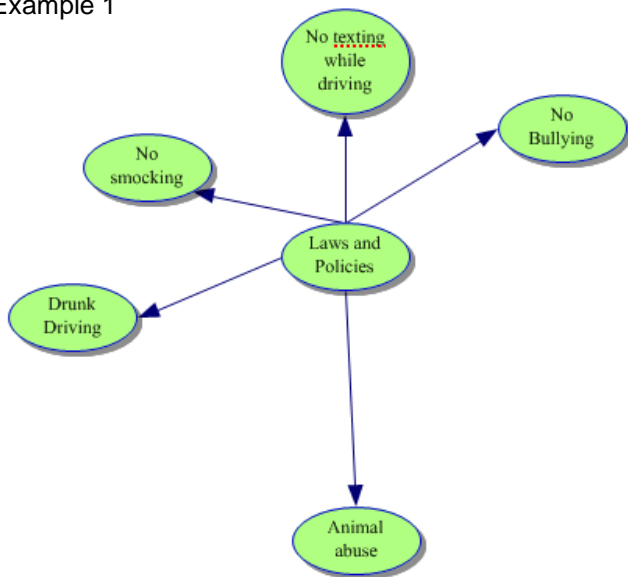 Example 1
No texting
while
driving
No
Bullying
No
smocking
Laws and
Policies
Drunk
Driving
Animal
abuse